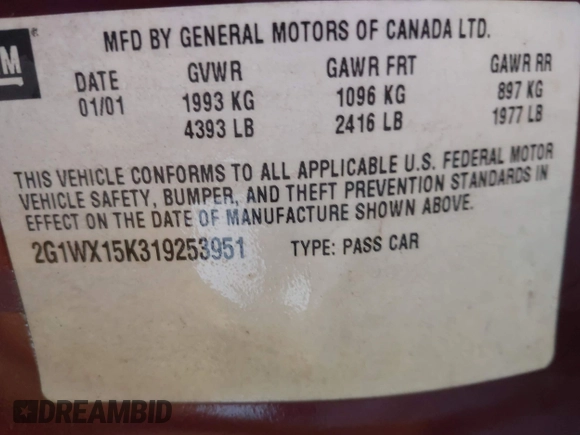 GM
MFD BY GENERAL MOTORS OF CANADA LTD.
DATE GVWR GAWR FRT GAWR RR
01/01 1993 KG 1096 KG 897 KG
4393 LB 2416 LB 1977 LB
THIS VEHICLE CONFORMS TO ALL APPLICABLE U.S. FEDERAL MOTOR
VEHICLE SAFETY, BUMPER, AND THEFT PREVENTION STANDARDS IN
EFFECT ON THE DATE OF MANUFACTURE SHOWN ABOVE.
2G1WX15K319253951 TYPE: PASS CAR
DREAMBID